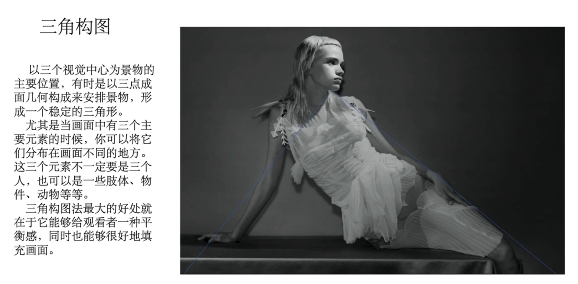 三角构图
以三个视觉中心为景物的
主要位置，有时是以三点成
面几何构成来安排景物，形
成一个稳定的三角形。
尤其是当画面中有三个主
要元素的时候，你可以将它
们分布在画面不同的地方。
这三个元素不一定要是三个
人，也可以是一些肢体、物
件、动物等等。
三角构图法最大的好处就
在于它能够给观看者一种平
衡感，同时也能够很好地填
充画面。